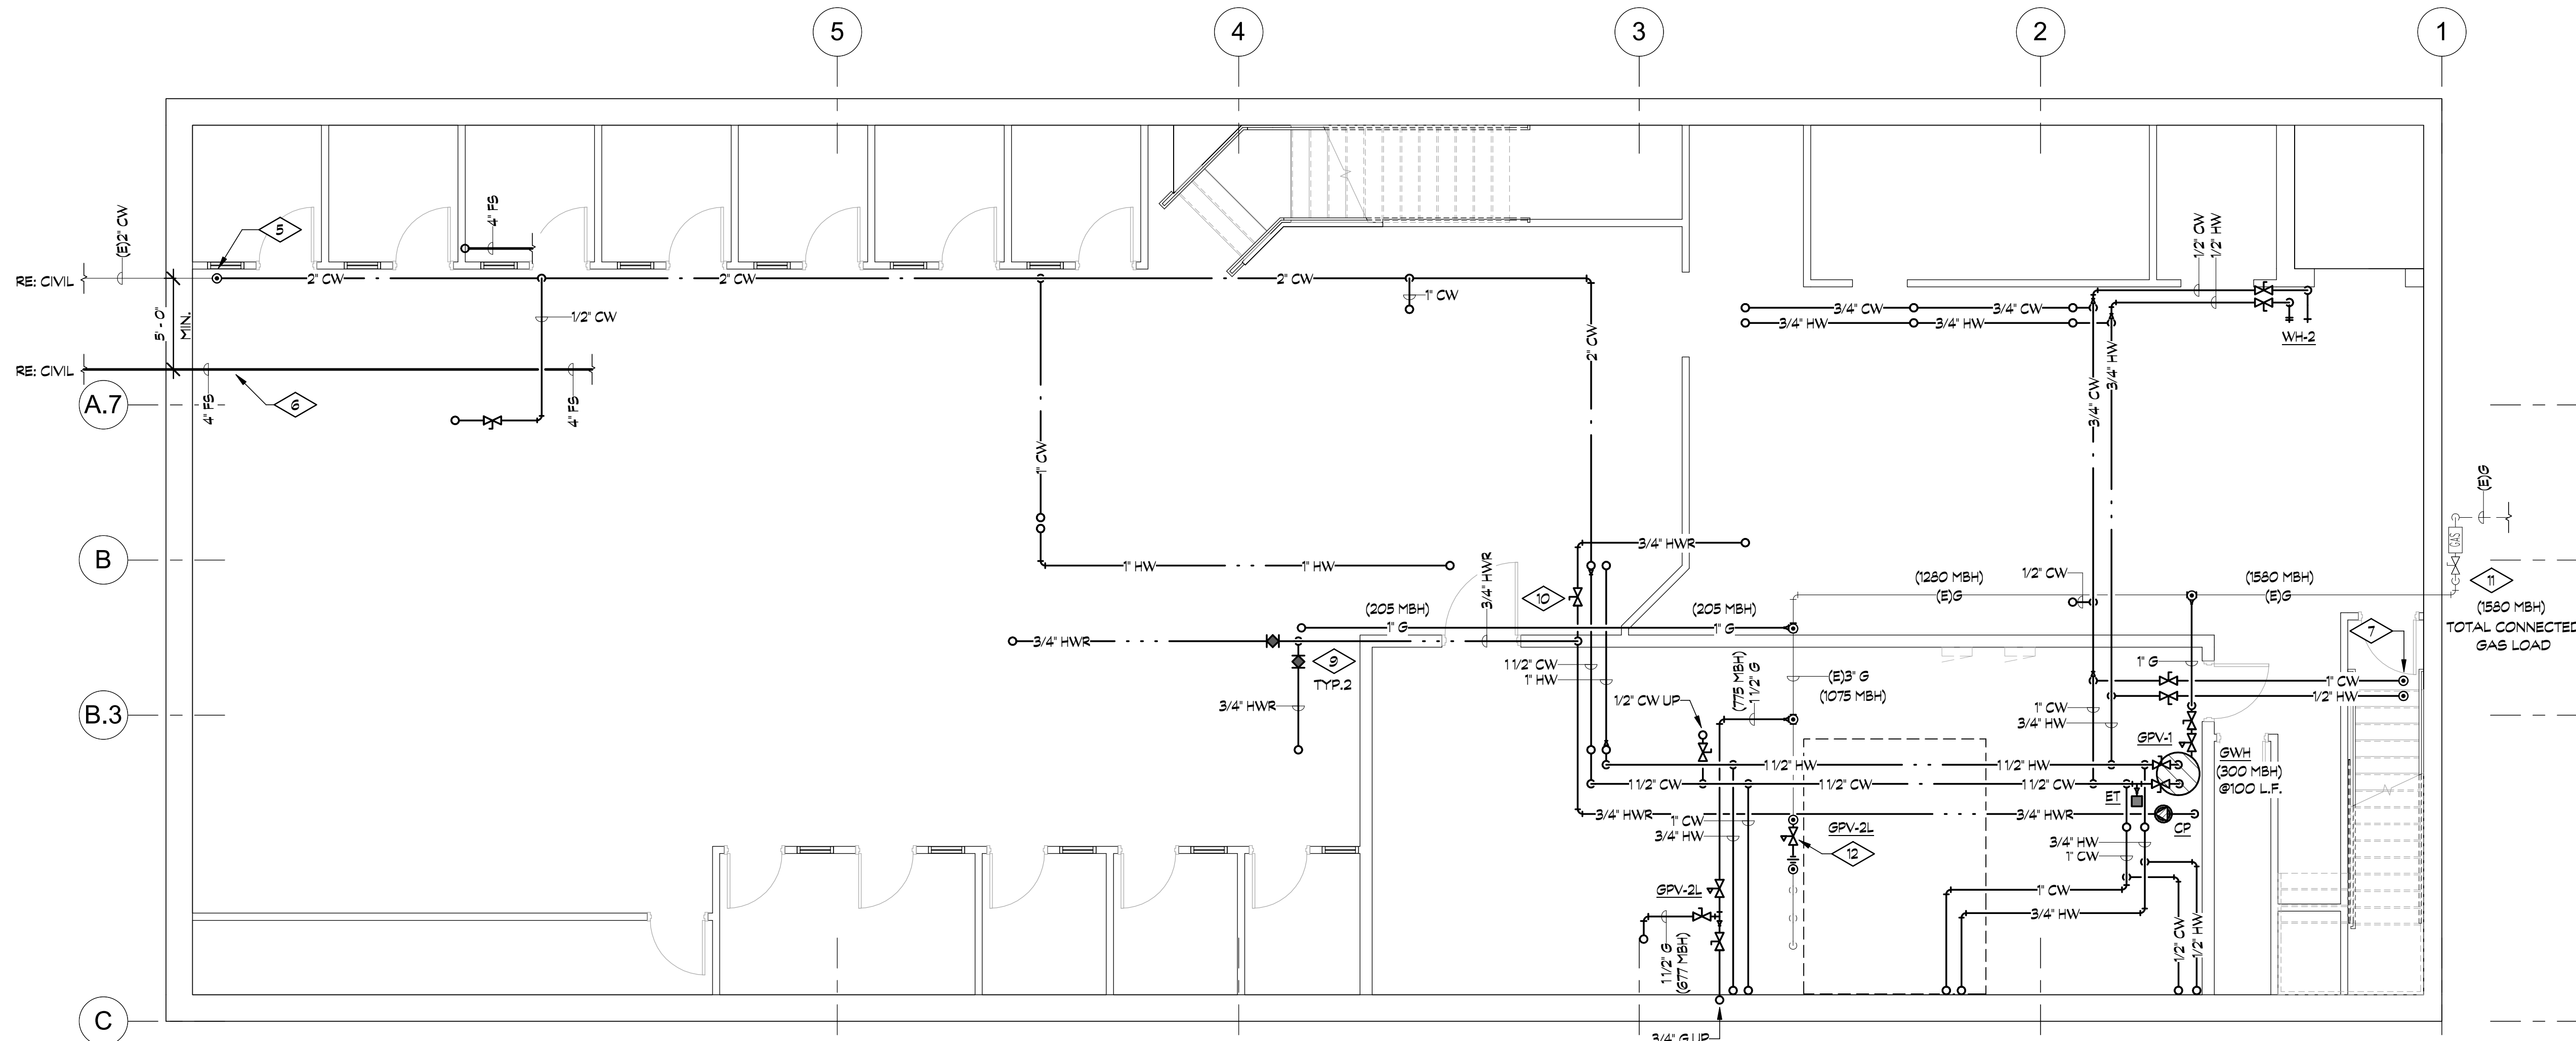 5
4
3
2
1
(E)2" CW
5
4" FS
RE: CIVIL
2" CW
2" CW
2" CW
1" CW
1/2" CW
5' - 0"
MIN.
2" CW
1/2" CW
1/2" HW
3/4" CW
3/4" CW
3/4" HW
3/4" HW
WH-2
3/4" HW
3/4" CW
RE: CIVIL
6
4" FS
4" FS
A.7
1" CW
(E)G
GAS
B
1" HW
1" HW
3/4" HWR
3/4" HWR
10
(1280 MBH)
(E)G
1/2" CW
(1580 MBH)
(E)G
11
(1580 MBH)
TOTAL CONNECTED
GAS LOAD
(205 MBH)
1" G
(205 MBH)
1" G
7
3/4" HWR
9
TYP.2
1 1/2" CW
1" HW
(775 MBH)
1 1/2" G
(E)3" G
(1075 MBH)
1" G
1" CW
1/2" HW
1/2" CW UP
B.3
3/4" HWR
1" CW
3/4" HW
GPV-1
GWH
(300 MBH)
@100 L.F.
1 1/2" HW
1 1/2" HW
1 1/2" CW
1 1/2" CW
1 1/2" CW
ET
3/4" HWR
3/4" HWR
CP
1" CW
3/4" HW
GPV-2L
12
3/4" HW
1" CW
GPV-2L
1" CW
3/4" HW
1 1/2" G
(677 MBH)
1/2" CW
1/2" HW
C
3/4" G UP